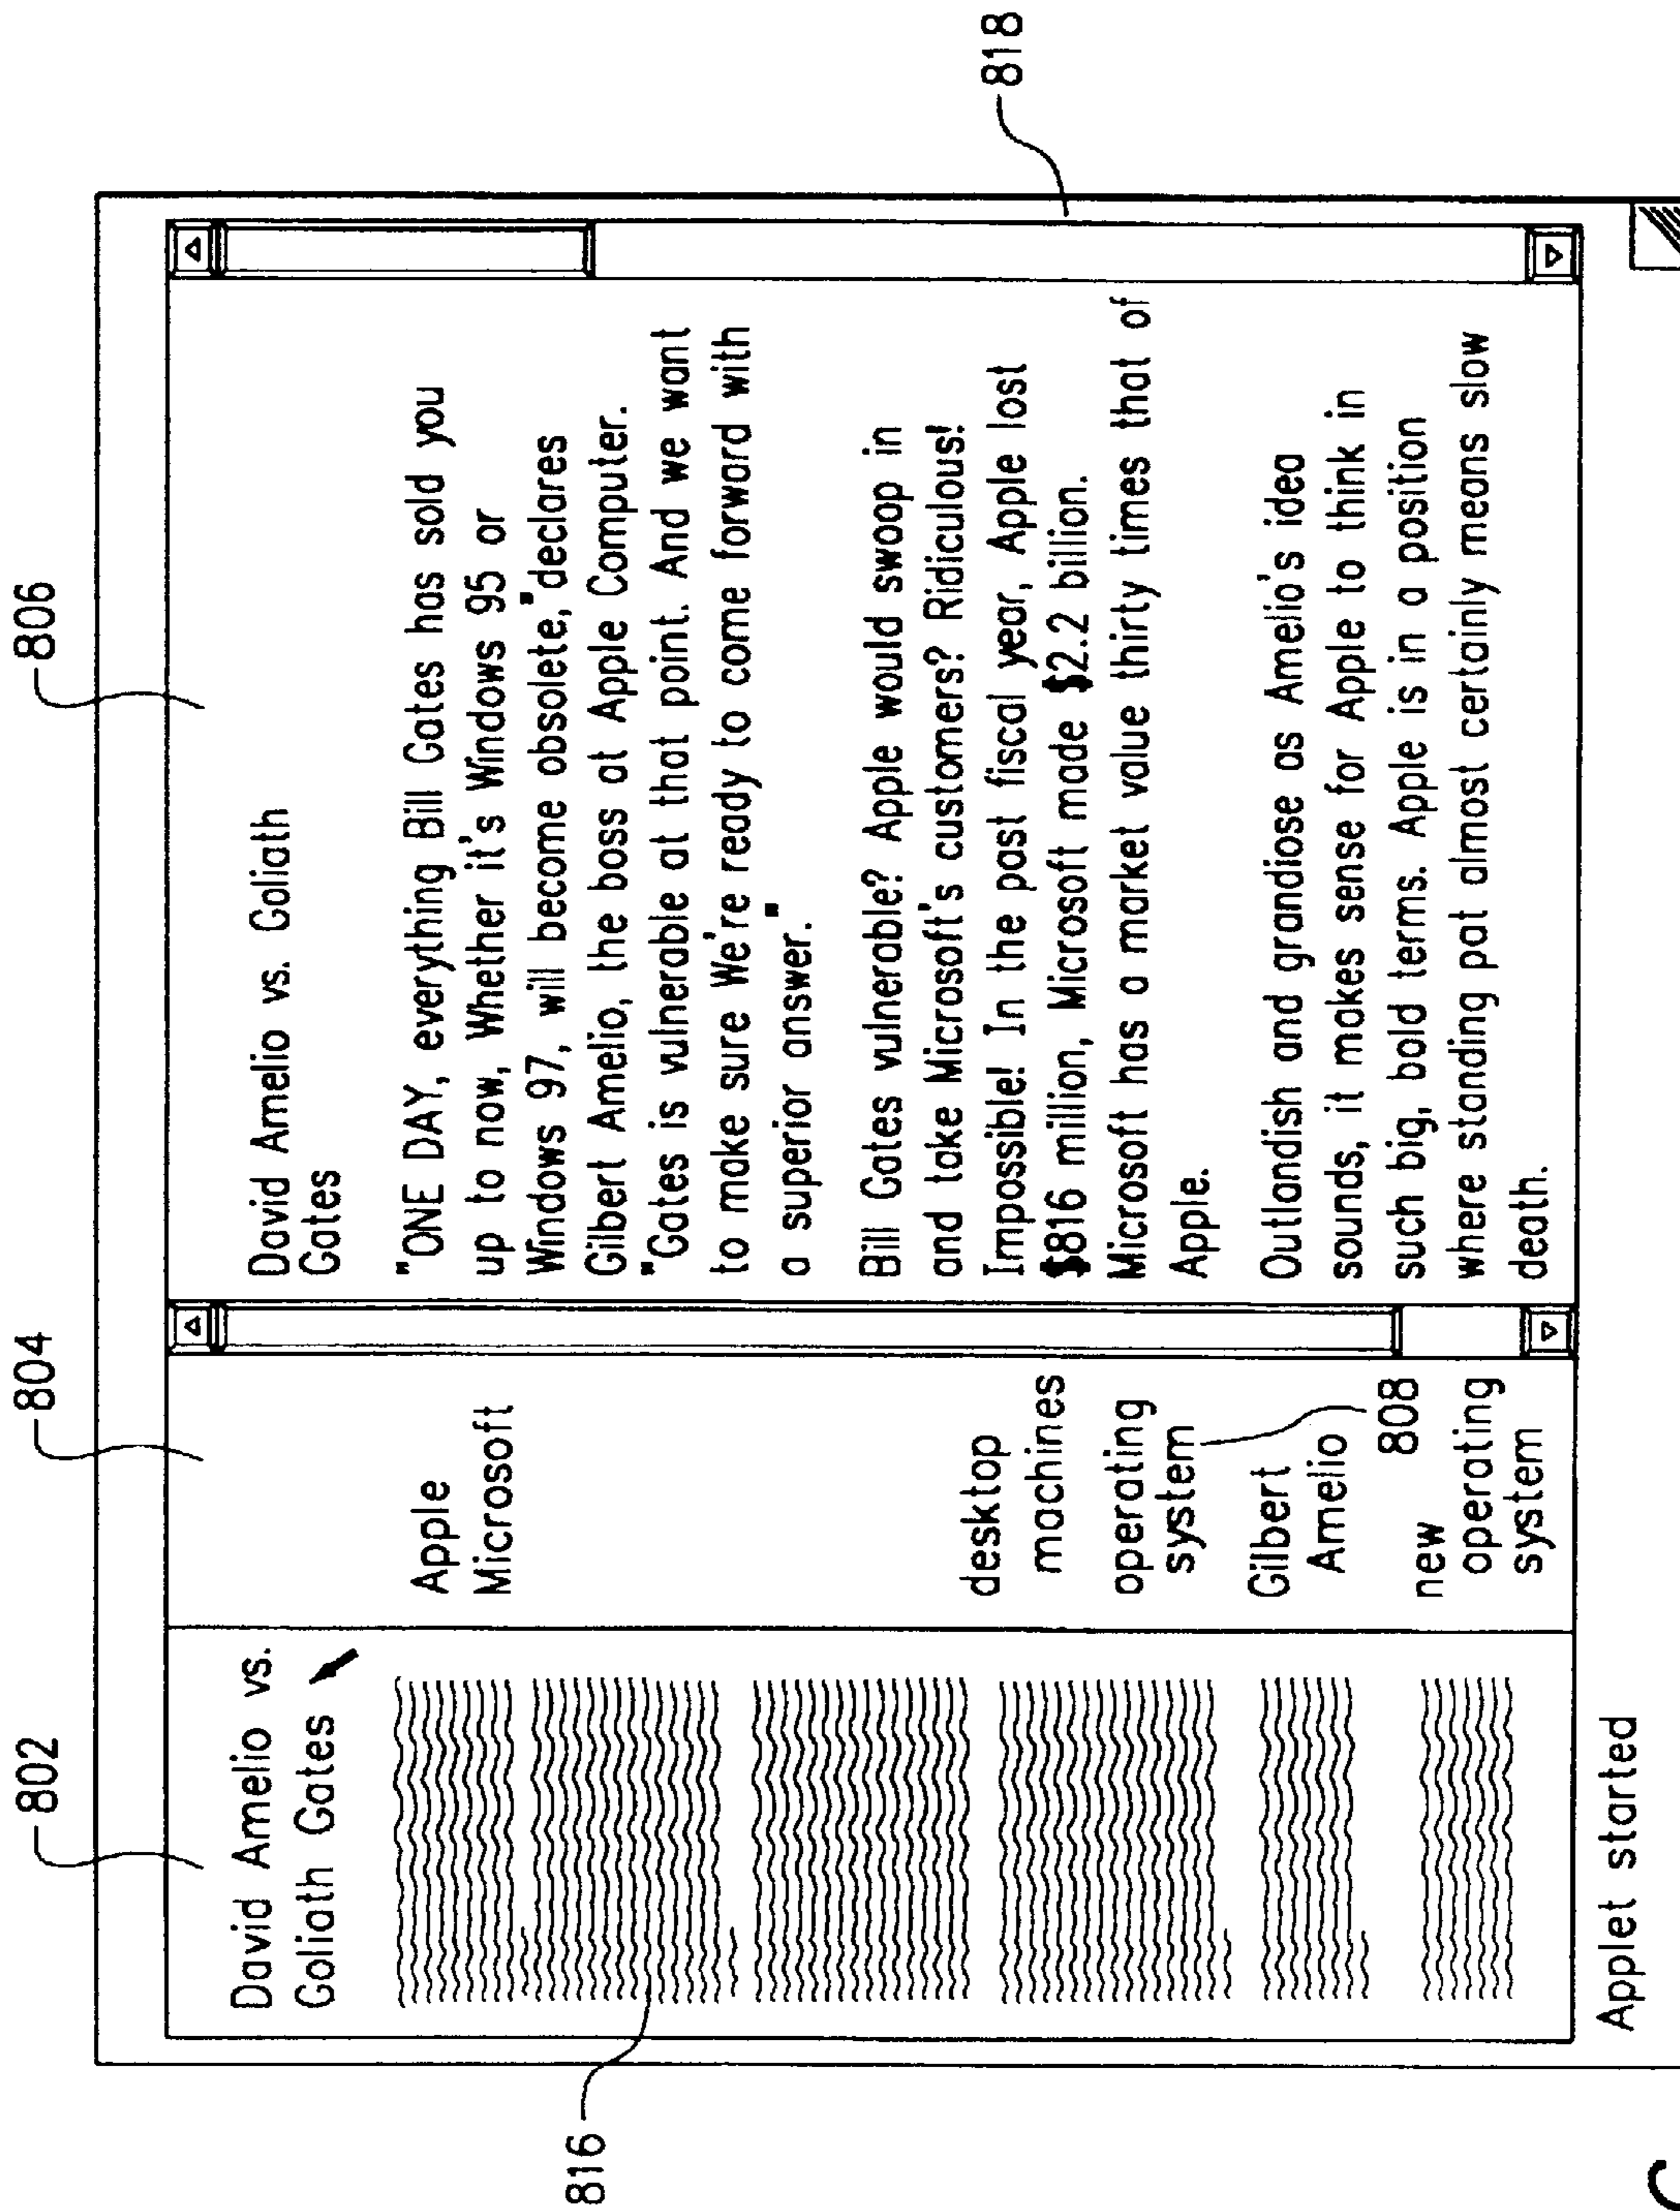 802
804
806
David Amelio vs.
Goliath Gates
Apple
Microsoft
desktop
machines
operating
system
808
Gilbert
Amelio
new
operating
system
David Amelio vs. Goliath
Gates
"ONE DAY, everything Bill Gates has sold you
up to now, Whether it's Windows 95 or
Windows 97, will become obsolete," declares
Gilbert Amelio, the boss at Apple Computer.
"Gates is vulnerable at that point. And we want
to make sure We're ready to come forward with
a superior answer."
Bill Gates vulnerable? Apple would swoop in
and take Microsoft's customers? Ridiculous!
Impossible! In the past fiscal year, Apple lost
$816 million, Microsoft made $2.2 billion.
Microsoft has a market value thirty times that of
Apple.
Outlandish and grandiose as Amelio's idea
sounds, it makes sense for Apple to think in
such big, bold terms. Apple is in a position
where standing pat almost certainly means slow
death.
816
818
Applet started